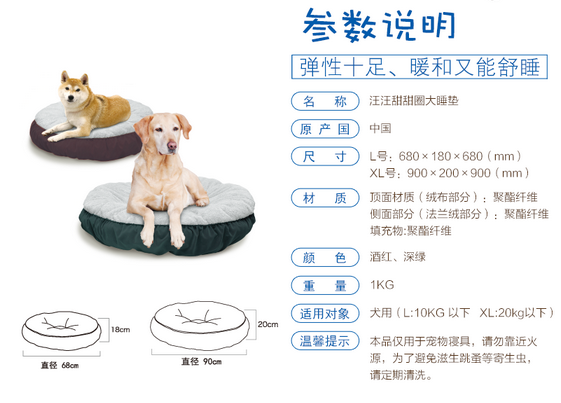 参数说明
弹性十足、暖和又能舒睡
名 称 汪汪甜甜圈大睡垫
原 产 国 中国
尺 寸 L号：680×180×680（mm）
XL号：900×200×900（mm）
材 质 顶面材质（绒布部分）；聚酯纤维
侧面部分（法兰绒部分）；聚酯纤维
填充物:聚酯纤维
颜 色 酒红、深绿
重 量 1KG
适用对象 犬用（L:10KG 以下 XL:20kg以下）
温馨提示 本品仅用于宠物寝具，请勿靠近火
源，为了避免滋生跳蚤等寄生虫，
请定期清洗。
18cm
直径 68cm
20cm
直径 90cm